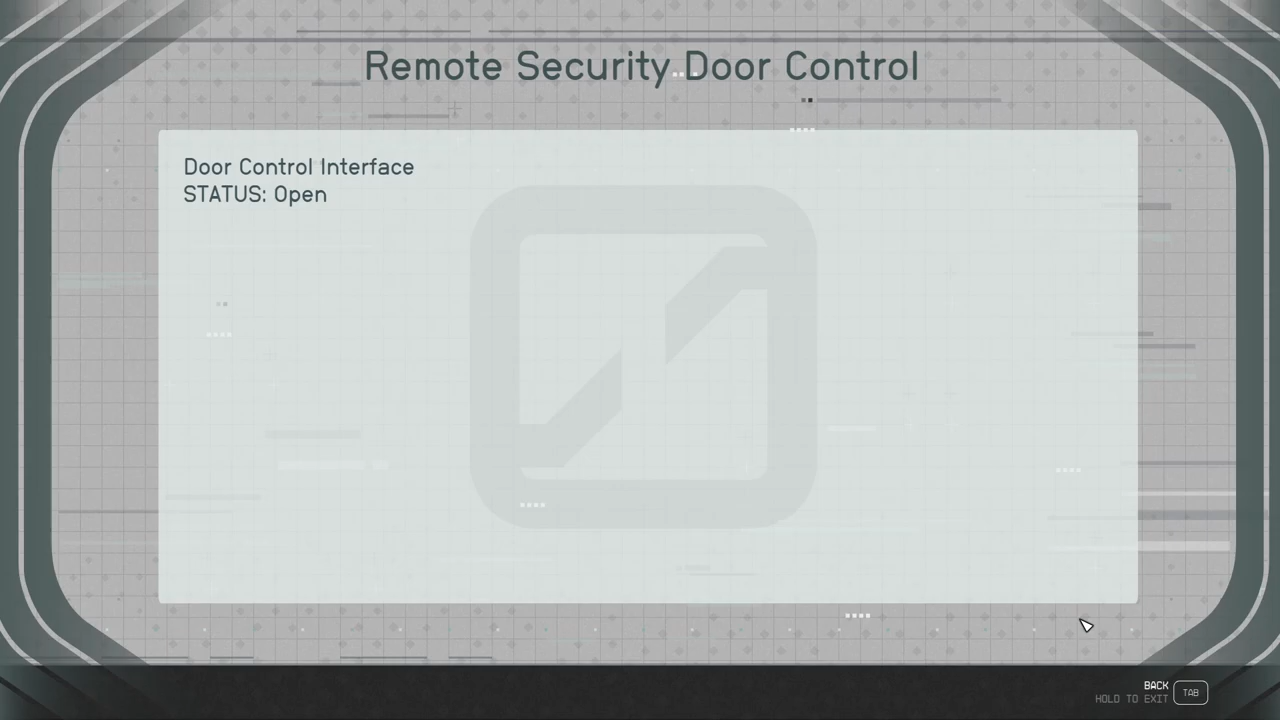 Remote Security Door Control
Door Control Interface
STATUS: Open
BACK
HOLD TO EXIT
TAB